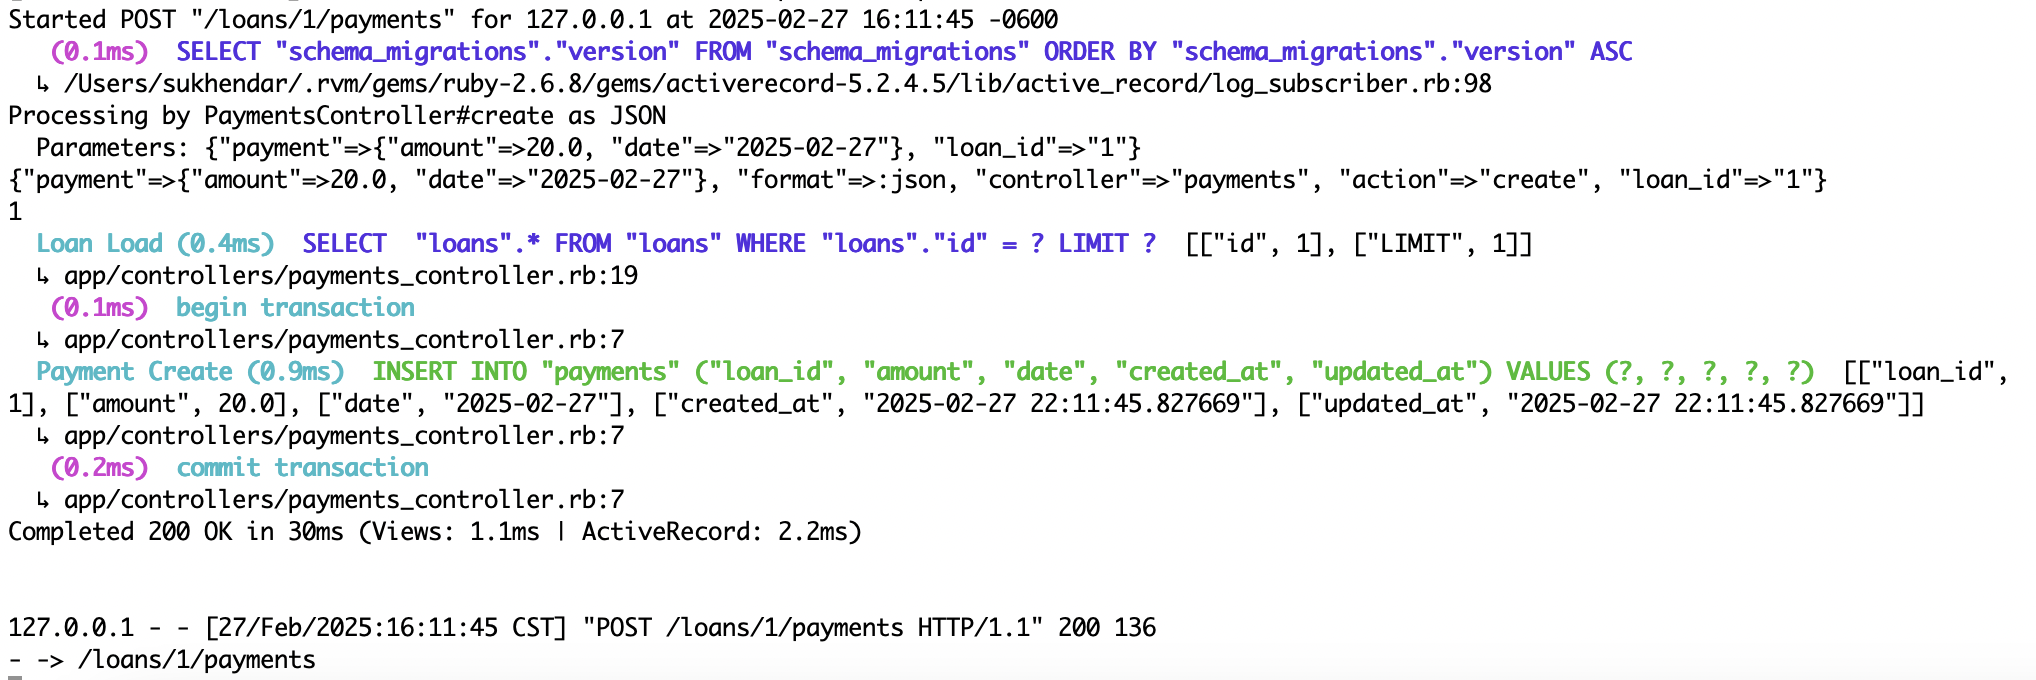 Started POST "/loans/1/payments" for 127.0.0.1 at 2025-02-27 16:11:45 -0600
(0.1ms) SELECT "schema_migrations"."version" FROM "schema_migrations" ORDER BY "schema_migrations"."version" ASC
↳ /Users/sukhendar/.rvm/gems/ruby-2.6.8/gems/activerecord-5.2.4.5/lib/active_record/log_subscriber.rb:98
Processing by PaymentsController#create as JSON
Parameters: {"payment"=>{"amount"=>20.0, "date"=>"2025-02-27"}, "loan_id"=>"1"}
{"payment"=>{"amount"=>20.0, "date"=>"2025-02-27"}, "format"=>:json, "controller"=>"payments", "action"=>"create", "loan_id"=>"1"}
1
Loan Load (0.4ms) SELECT "loans".* FROM "loans" WHERE "loans"."id" = ? LIMIT ? [["id", 1], ["LIMIT", 1]]
↳ app/controllers/payments_controller.rb:19
(0.1ms) begin transaction
↳ app/controllers/payments_controller.rb:7
Payment Create (0.9ms) INSERT INTO "payments" ("loan_id", "amount", "date", "created_at", "updated_at") VALUES (?, ?, ?, ?, ?) [["loan_id",
1], ["amount", 20.0], ["date", "2025-02-27"], ["created_at", "2025-02-27 22:11:45.827669"], ["updated_at", "2025-02-27 22:11:45.827669"]]
↳ app/controllers/payments_controller.rb:7
(0.2ms) commit transaction
↳ app/controllers/payments_controller.rb:7
Completed 200 OK in 30ms (Views: 1.1ms | ActiveRecord: 2.2ms)
127.0.0.1 - - [27/Feb/2025:16:11:45 CST] "POST /loans/1/payments HTTP/1.1" 200 136
- -> /loans/1/payments